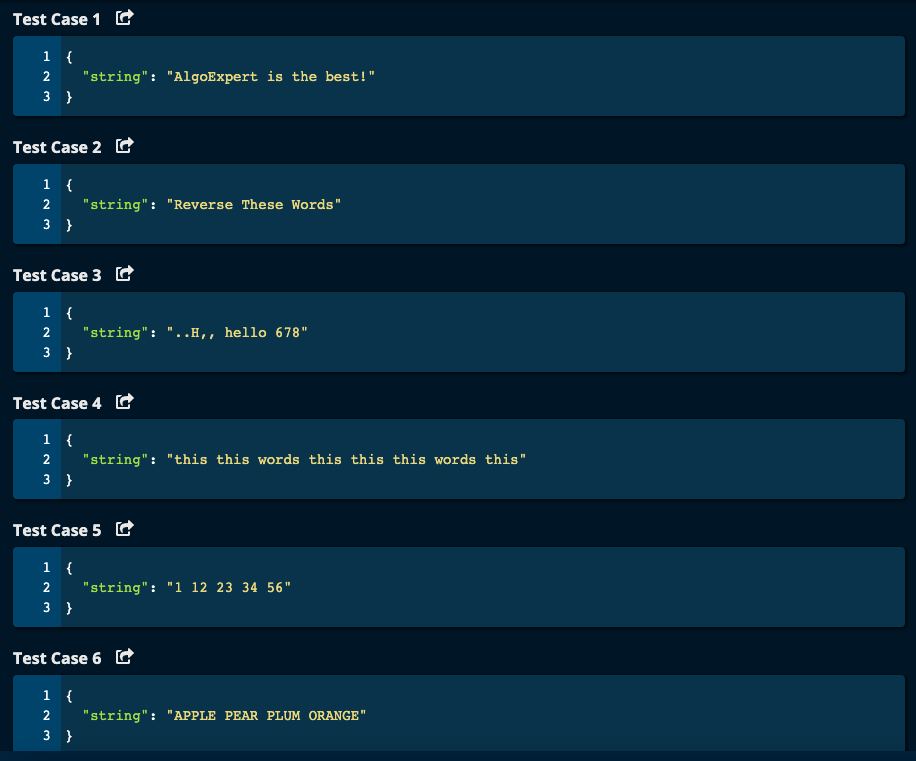 Test Case 1
1 {
2 "string": "AlgoExpert is the best!"
3 }
Test Case 2
1 {
2 "string": "Reverse These Words"
3 }
Test Case 3
1 {
2 "string": "..H,, hello 678"
3 }
Test Case 4
1 {
2 "string": "this this words this this this words this"
3 }
Test Case 5
1 {
2 "string": "1 12 23 34 56"
3 }
Test Case 6
1 {
2 "string": "APPLE PEAR PLUM ORANGE"
3 }